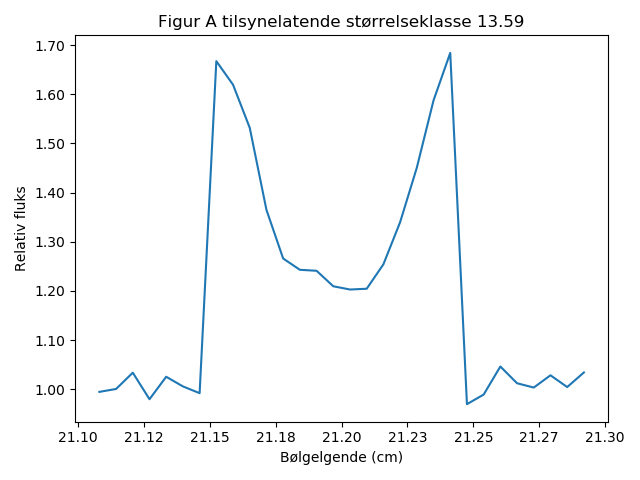 Figur A tilsynelatende størrelseklasse 13.59
1.70
1.60
1.50
1.40
1.30
1.20
1.10
1.00
Relativ fluks
21.10 21.12 21.15 21.18 21.20 21.23 21.25 21.27 21.30
Bølgelgende (cm)